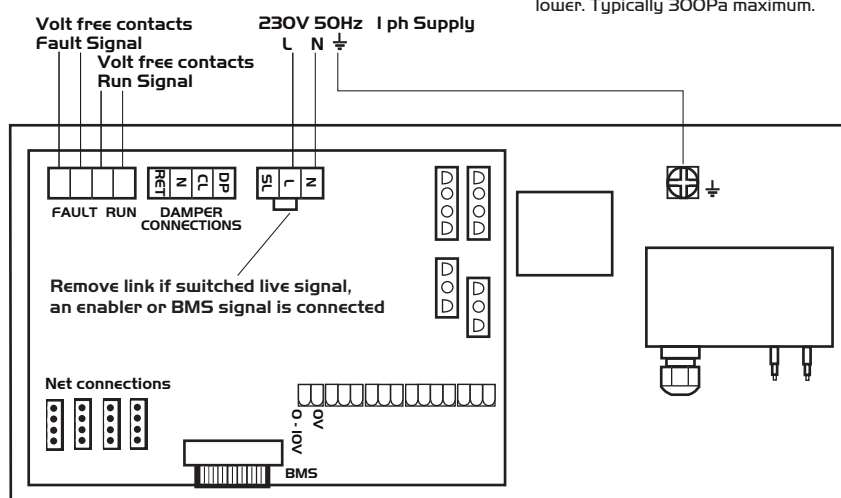 lower. Typically 300Pa maximum.
Volt free contacts
Fault Signal
230V 50Hz 1 ph Supply
L N
Volt free contacts
Run Signal
RET N CL DP
SL L N
FAULT RUN
DAMPER
CONNECTIONS
Remove link if switched live signal,
an enabler or BMS signal is connected
Net connections
0-10V
0V
BMS